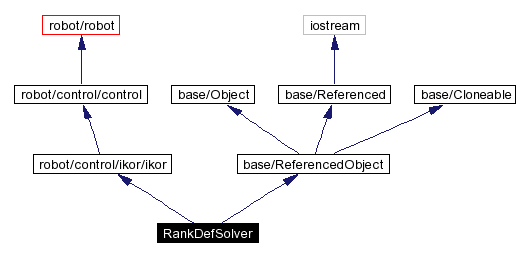 robot/robot
iostream
robot/control/control
base/Object
base/Referenced
base/Cloneable
robot/control/ikor/ikor
base/ReferencedObject
RankDefSolver